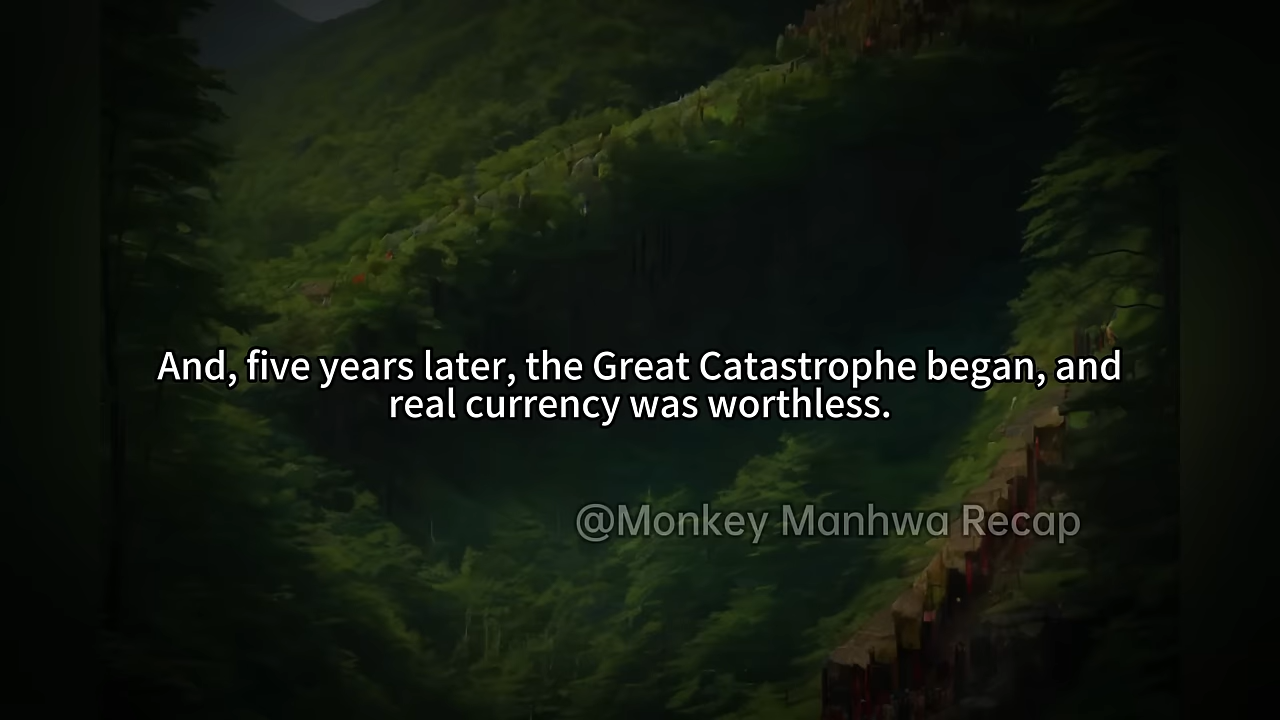 And, five years later, the Great Catastrophe began, and
real currency was worthless.
@Monkey Manhwa Recap